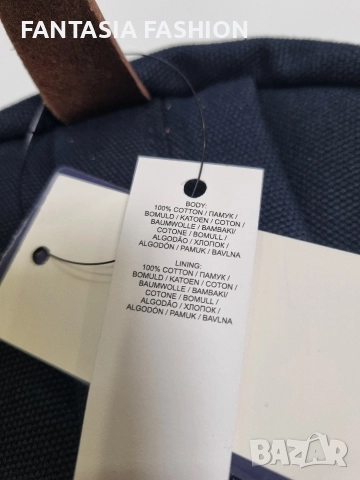 FANTASIA FASHION
BODY:
100% COTTON / ПАМУК /
BOMULD / KATOEN / COTON /
BAUMWOLLE / BAMBAKI/
COTONE / BOMULL /
ALGODÃO / ХЛОПОК /
ALGODÓN / PAMUK / BAVLNA
LINING:
100% COTTON / ПАМУК /
BOMULD / KATOEN / COTON /
BAUMWOLLE / BAMBAKI/
COTONE / BOMULL /
ALGODÃO / ХЛОПОК /
ALGODÓN / PAMUK / BAVLNA
BAZAR